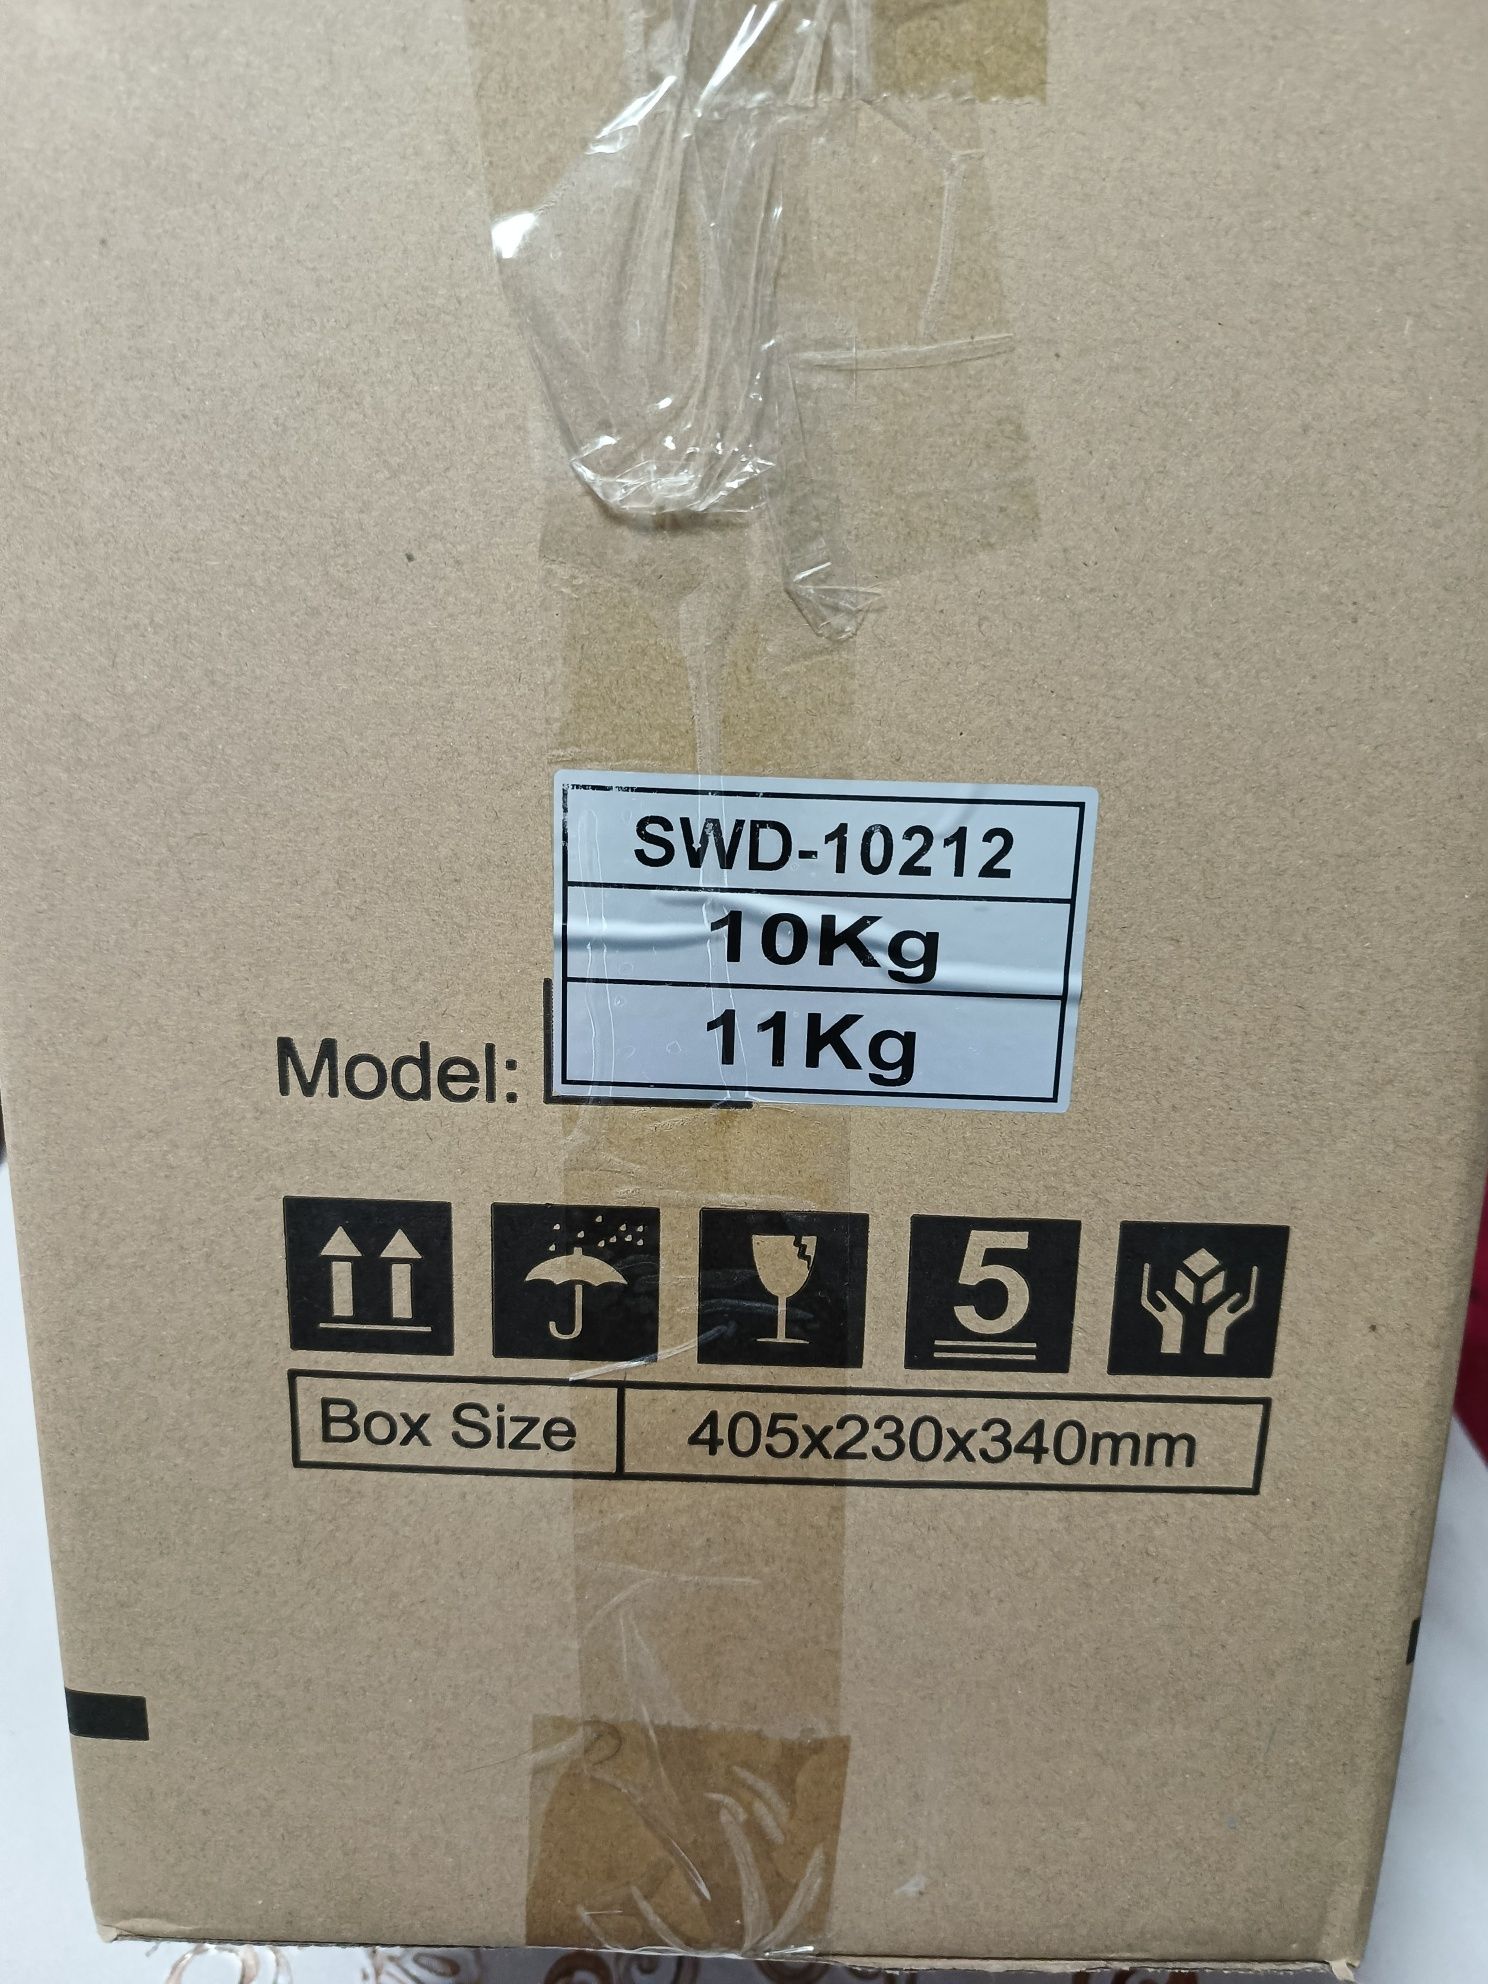 SWD-10212
10Kg
11Kg
Model:
5
Box Size 405x230x340mm